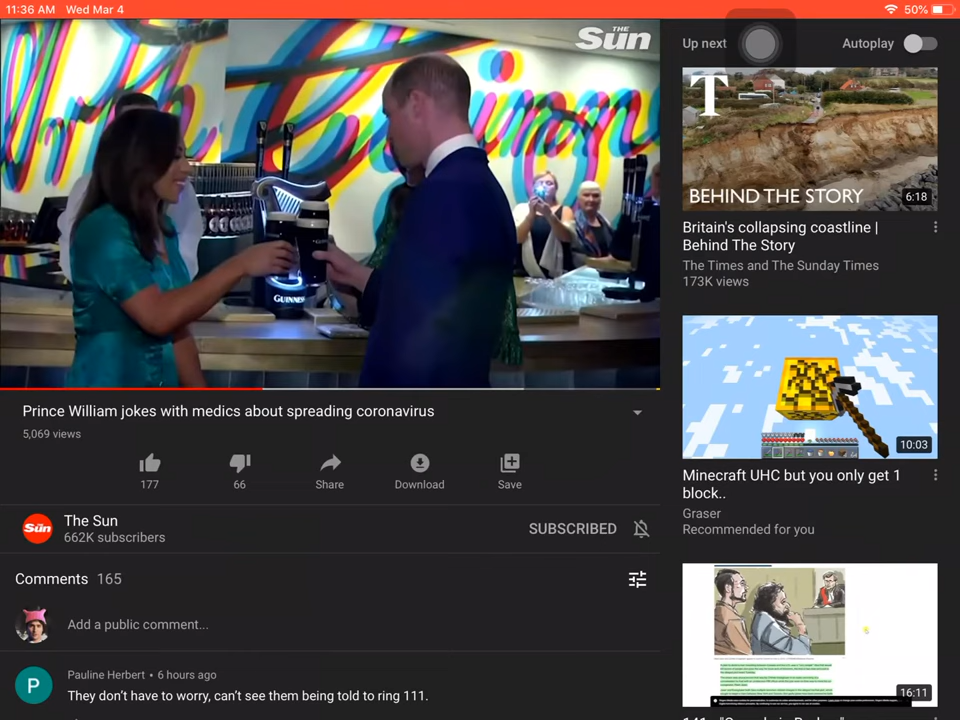 11:36 AM Wed Mar 4
50%
THE
Sun
GUINNESS
Prince William jokes with medics about spreading coronavirus
5,069 views
177
66
Share
Download
Save
Sun
The Sun
662K subscribers
SUBSCRIBED
Comments 165
Add a public comment...
P
Pauline Herbert • 6 hours ago
They don't have to worry, can't see them being told to ring 111.
Up next
Autoplay
T
BEHIND THE STORY
6:18
Britain's collapsing coastline |
Behind The Story
The Times and The Sunday Times
173K views
10:03
Minecraft UHC but you only get 1
block..
Graser
Recommended for you
16:11